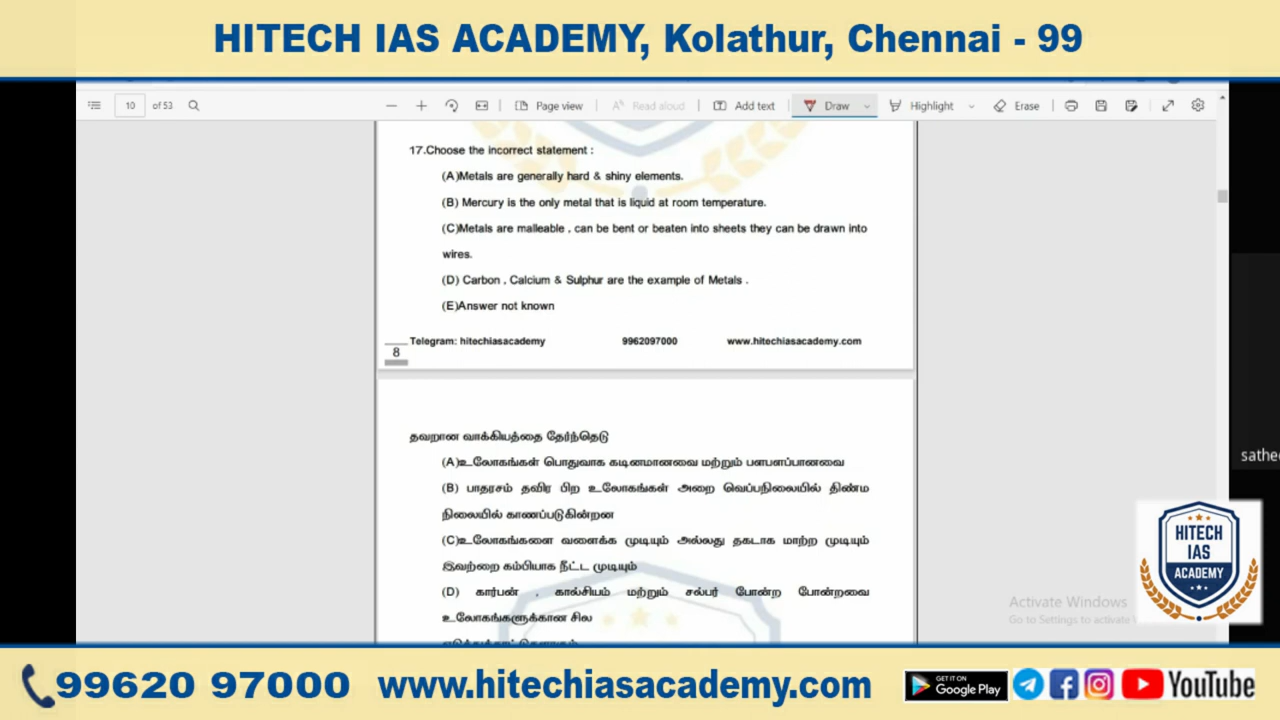 HITECH IAS ACADEMY, Kolathur, Chennai - 99
10 of 53
Page view
Read aloud
Add text
Draw
Highlight
Erase
17.Choose the incorrect statement :
(A)Metals are generally hard & shiny elements.
(B) Mercury is the only metal that is liquid at room temperature.
(C)Metals are malleable , can be bent or beaten into sheets they can be drawn into
wires.
(D) Carbon , Calcium & Sulphur are the example of Metals .
(E)Answer not known
Telegram: hitechiasacademy 9962097000 www.hitechiasacademy.com
8
தவறான வாக்கியத்தை தேர்ந்தெடு
(A)உலோகங்கள் பொதுவாக கடினமானவை மற்றும் பளபளப்பானவை
(B) பாதரசம் தவிர பிற உலோகங்கள் அறை வெப்பநிலையில் திண்ம
நிலையில் காணப்படுகின்றன
(C)உலோகங்களை வளைக்க முடியும் அல்லது தகடாக மாற்ற முடியும்
இவற்றை கம்பியாக நீட்ட முடியும்
(D) கார்பன் , கால்சியம் மற்றும் சல்பர் போன்ற போன்றவை
உலோகங்களுக்கான சில
sathe
HITECH
IAS
ACADEMY
Activate Windows
Go to Settings to activate
99620 97000 www.hitechiasacademy.com
GET IT ON
Google Play
YouTube